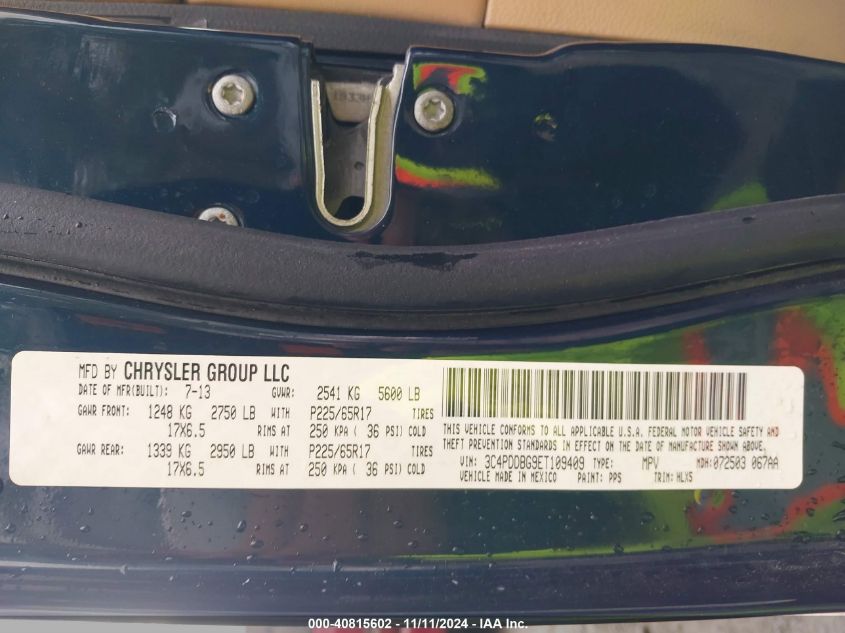 MFD BY CHRYSLER GROUP LLC
DATE OF MFR(BUILT): 7-13 GVWR: 2541 KG 5600 LB
GAWR FRONT: 1248 KG 2750 LB WITH P225/65R17 TIRES
17X6.5 RIMS AT 250 KPA ( 36 PSI) COLD
GAWR REAR: 1339 KG 2950 LB WITH P225/65R17 TIRES
17X6.5 RIMS AT 250 KPA ( 36 PSI) COLD
THIS VEHICLE CONFORMS TO ALL APPLICABLE U.S.A. FEDERAL MOTOR VEHICLE SAFETY AND
THEFT PREVENTION STANDARDS IN EFFECT ON THE DATE OF MANUFACTURE SHOWN ABOVE.
VIN: 3C4PDDBG9ET109409 TYPE: MPV MDH: 072503 067AA
VEHICLE MADE IN MEXICO PAINT: PPS TRIM: HLXS
000-40815602 - 11/11/2024 - IAA Inc.